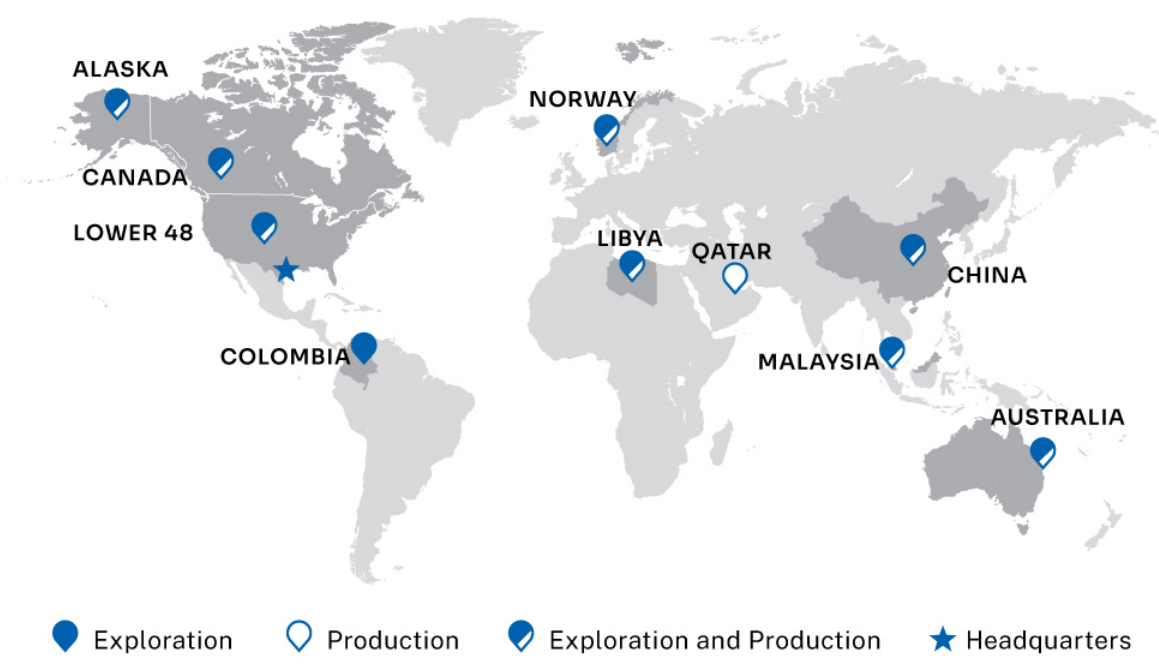 ALASKA
NORWAY
CANADA
LOWER 48
LIBYA
QATAR
CHINA
COLOMBIA
MALAYSIA
AUSTRALIA
Exploration
Production
Exploration and Production
Headquarters